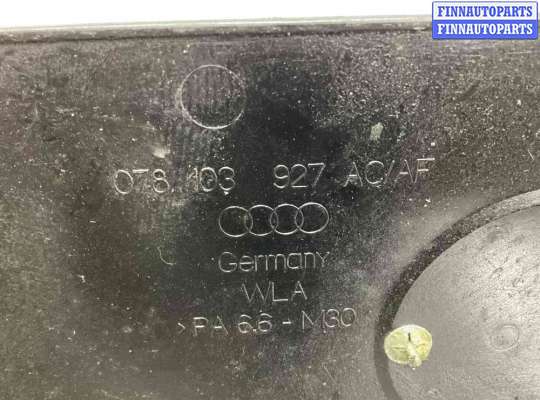 FINNAUTOPARTS
FINNAUTOPARTS
078 103 927 AC/AF
Germany
WLA
>PA 6.6-M30